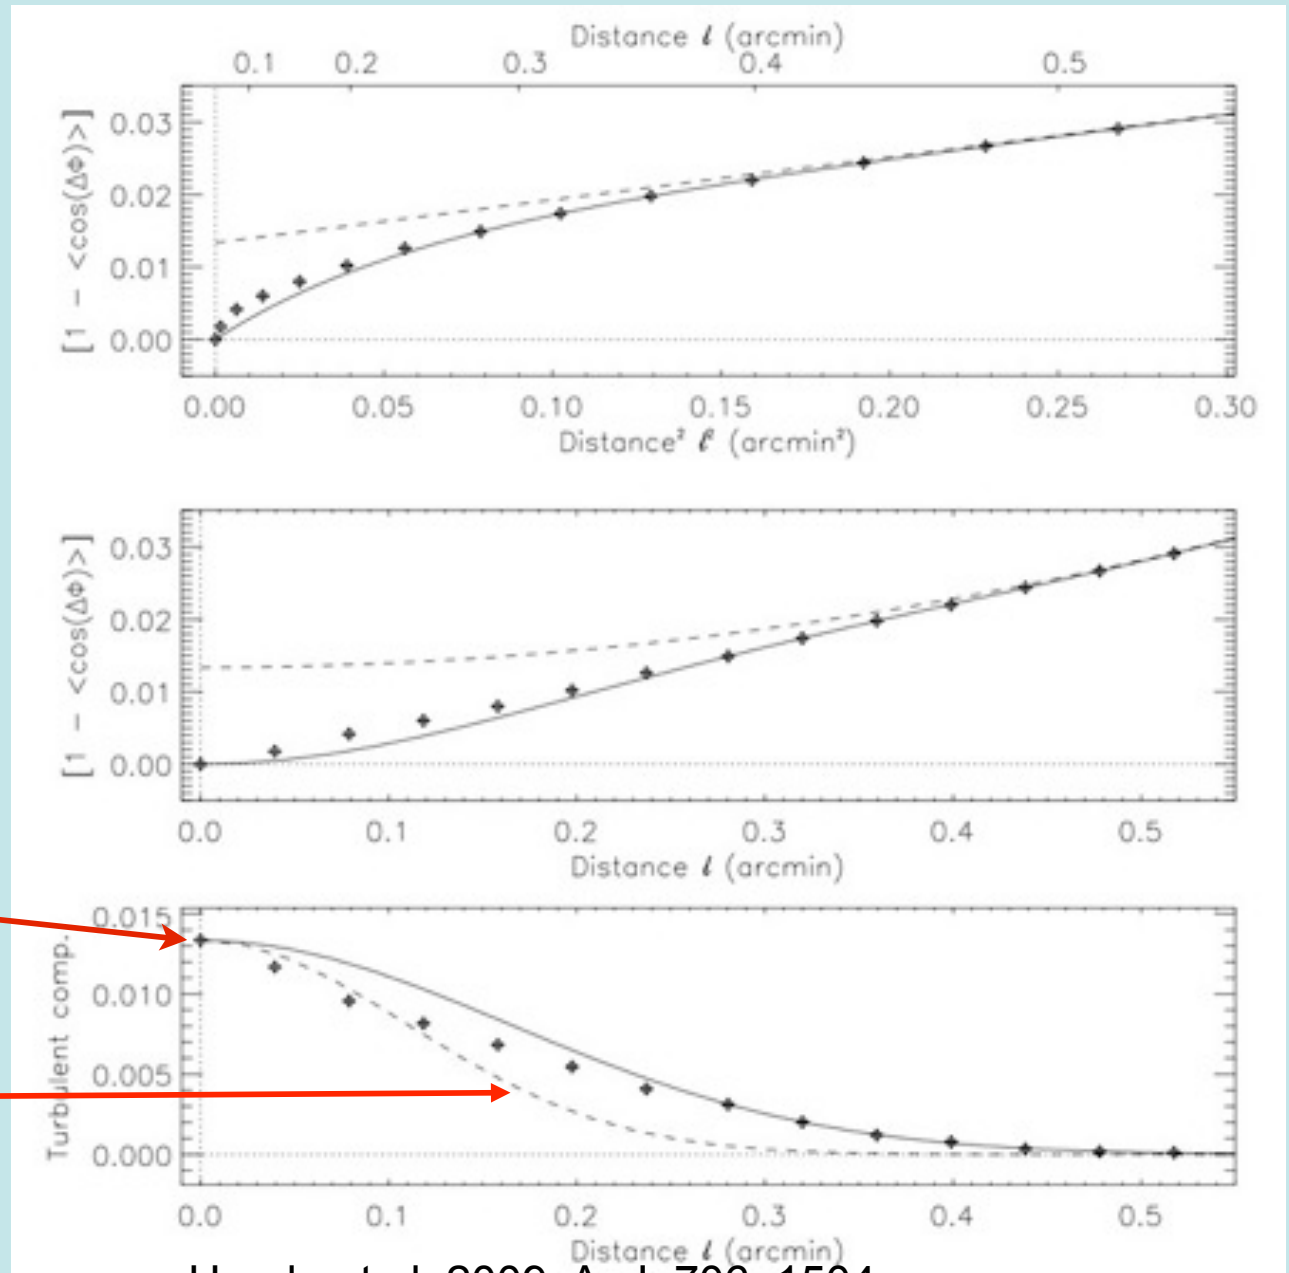 Distance ℓ (arcmin)
0.1 0.2 0.3 0.4 0.5
[1 − <cos(ΔΦ)>]
0.03
0.02
0.01
0.00
0.00 0.05 0.10 0.15 0.20 0.25 0.30
Distance² ℓ² (arcmin²)
[1 − <cos(ΔΦ)>]
0.03
0.02
0.01
0.00
0.0 0.1 0.2 0.3 0.4 0.5
Distance ℓ (arcmin)
Turbulent comp.
0.015
0.010
0.005
0.000
0.0 0.1 0.2 0.3 0.4 0.5
Distance ℓ (arcmin)
2009